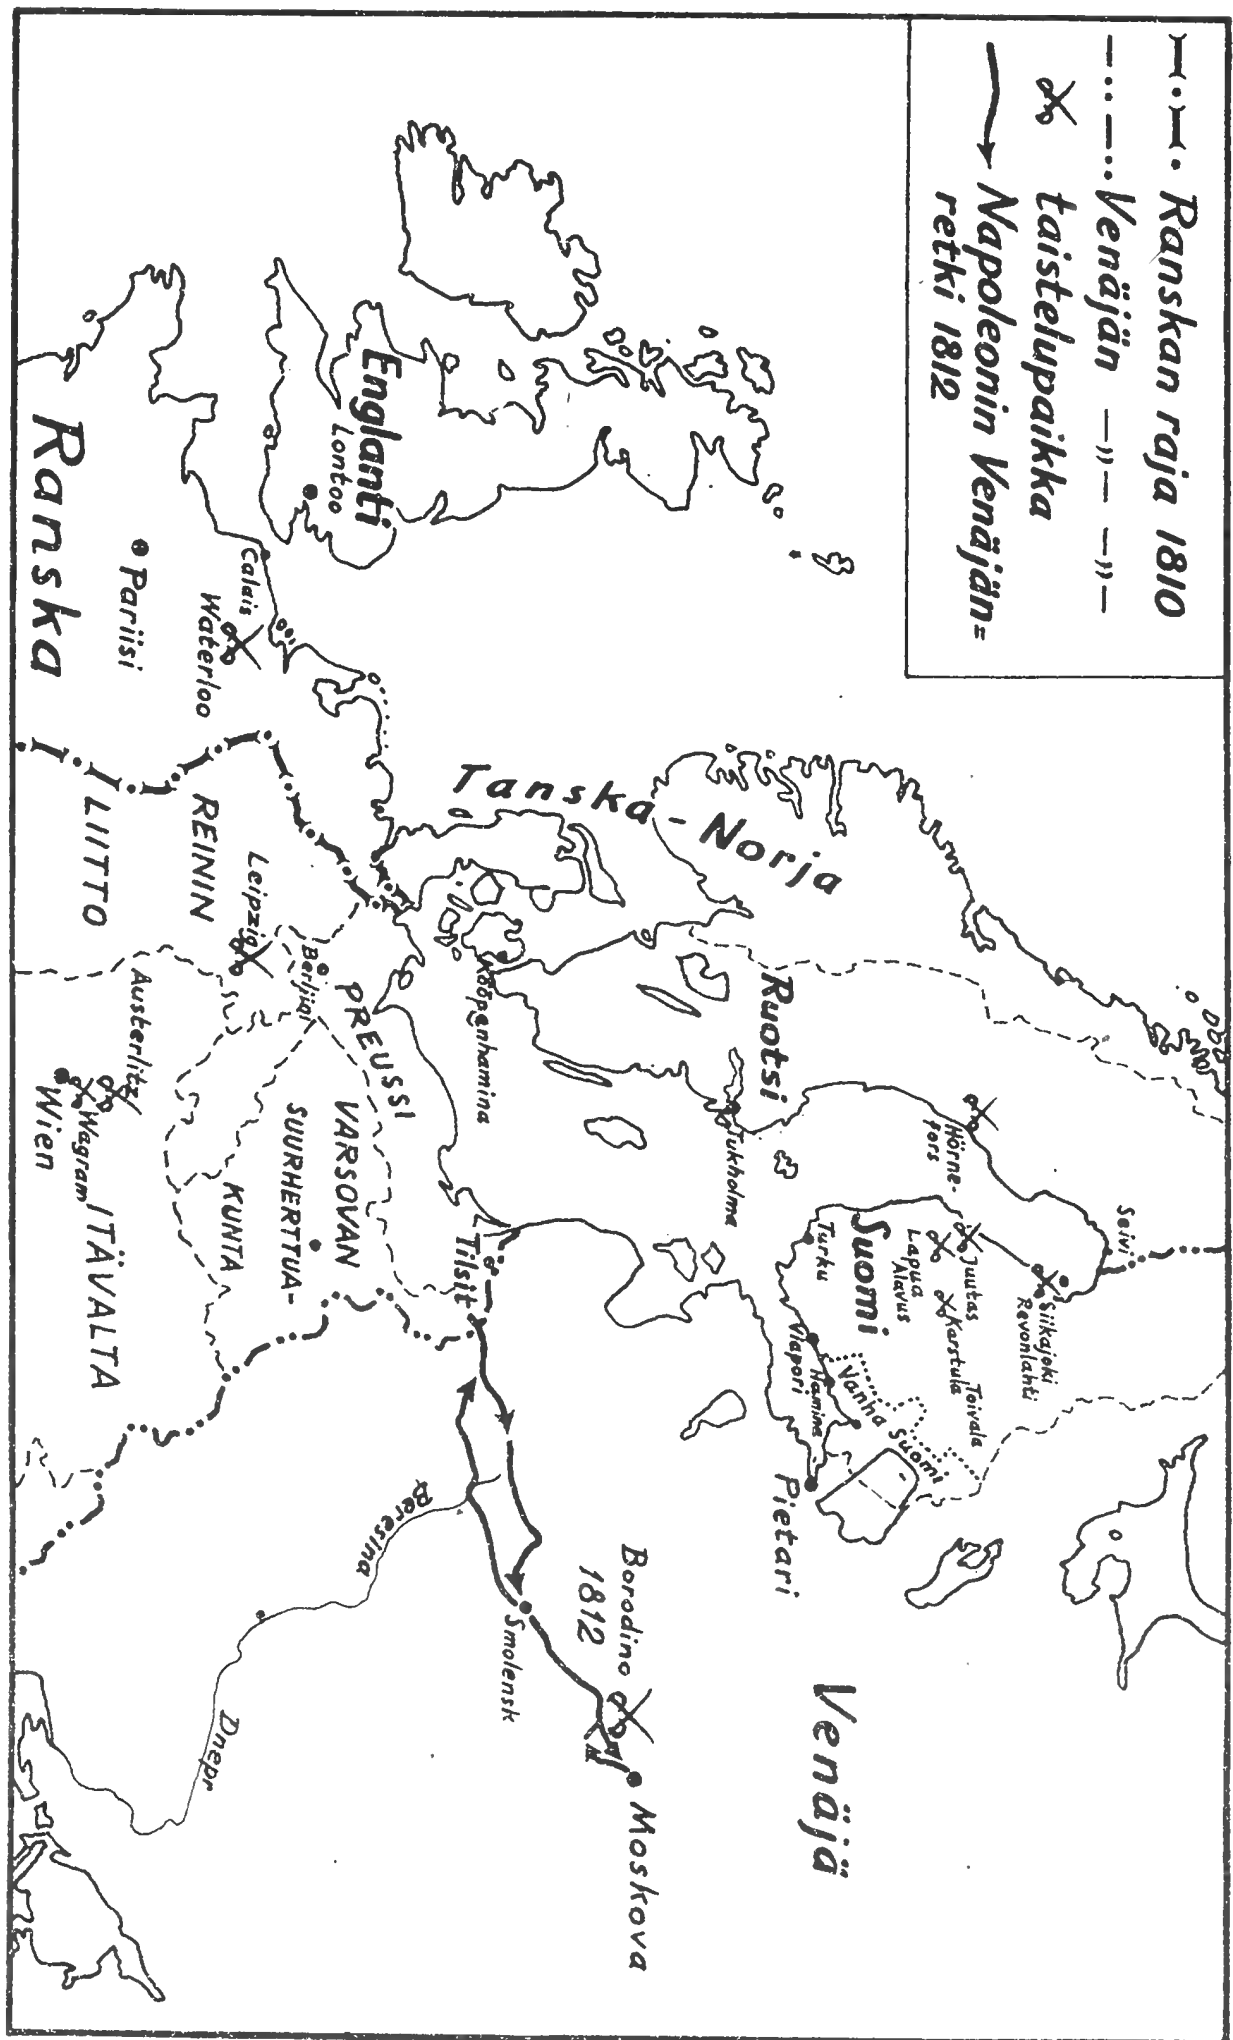 Ranskan raja 1810
Venäjän —„— —„—
taistelupaikka
Napoleonin Venäjän=
retki 1812
Englanti
Lontoo
Calais
Waterloo
Pariisi
Ranska
Tanska-Norja
Ruotsi
Tukholma
Kööpenhamina
Hörne-
fors
Seivi
Siikajoki
Revonlahti
Juutas
Lapua
Alavus
Karstula
Toivala
Suomi
Turku
Viapori
Hamina
Vanha Suomi
Pietari
Venäjä
Moskova
Borodino
1812
Smolensk
Beresina
Dnepr
Tilsit
PREUSSI
Berliini
Leipzig
REININ
LIITTO
VARSOVAN
SUURHERTTUA-
KUNTA
Austerlitz
Wagram
Wien
ITÄVALTA